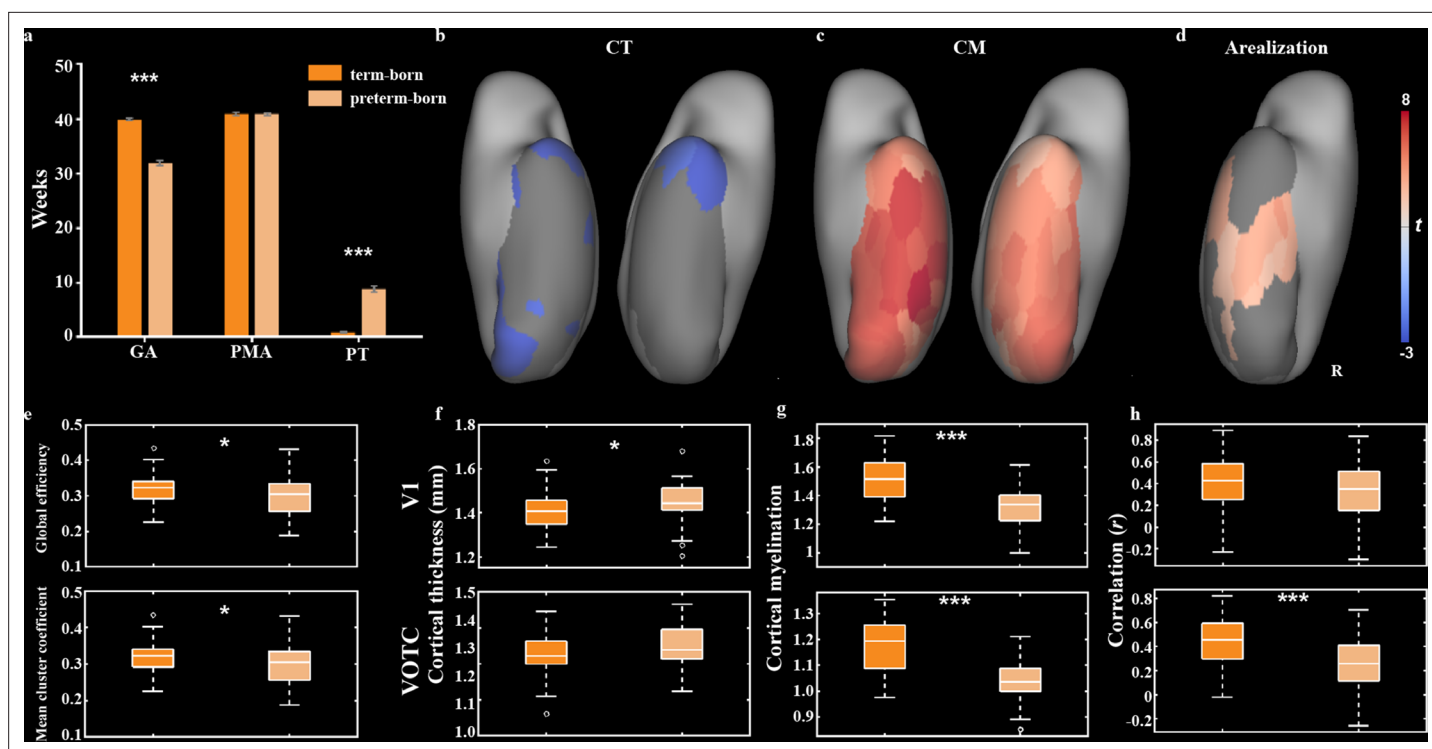 a
b
CT
c
CM
d
Arealization
50
40
30
20
10
0
Weeks
***
***
term-born
preterm-born
GA
PMA
PT
8
t
-3
R
e
0.5
0.4
0.3
0.2
0.1
Global efficiency
*
f
1.8
1.6
1.4
1.2
V1
*
g
1.8
1.6
1.4
1.2
1
***
h
0.8
0.6
0.4
0.2
0
-0.2
0.5
0.4
0.3
0.2
0.1
Mean cluster coefficient
*
1.5
1.4
1.3
1.2
1.1
1.0
VOTC
Cortical thickness (mm)
1.3
1.2
1.1
1.0
0.9
Cortical myelination
***
0.8
0.6
0.4
0.2
0
-0.2
Correlation (r)
***